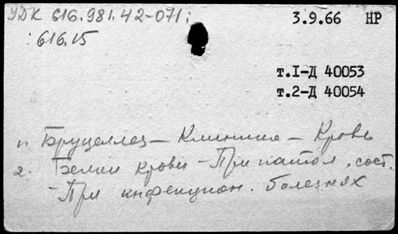 УДК 616.981.42-071;
:616.15
3.9.66 НР
т.1-Д 40053
т.2-Д 40054
1. Бруцеллез — Клиника — Кровь
2. Белки крови - При патол. сост.
- При инфекцион. болезнях